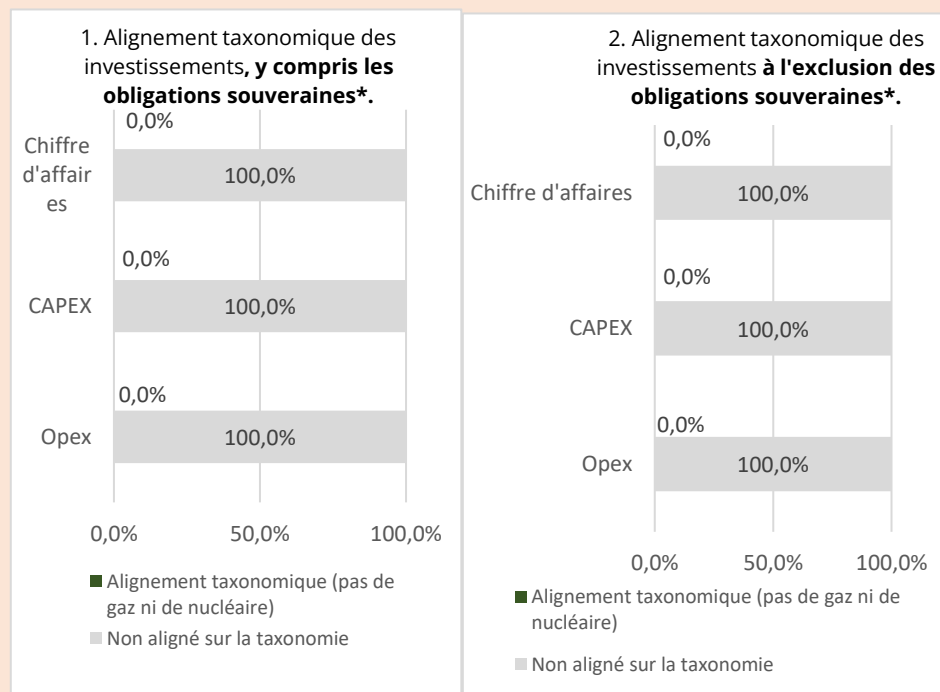 1. Alignement taxonomique des
investissements, y compris les
obligations souveraines*.
0,0%
Chiffre
d'affair
es
100,0%
0,0%
CAPEX
100,0%
0,0%
Opex
100,0%
0,0%
50,0%
100,0%
Alignement taxonomique (pas de
gaz ni de nucléaire)
Non aligné sur la taxonomie
2. Alignement taxonomique des
investissements à l'exclusion des
obligations souveraines*.
0,0%
Chiffre d'affaires
100,0%
0,0%
CAPEX
100,0%
0,0%
Opex
100,0%
0,0%
50,0%
100,0%
Alignement taxonomique (pas de gaz ni de
nucléaire)
Non aligné sur la taxonomie